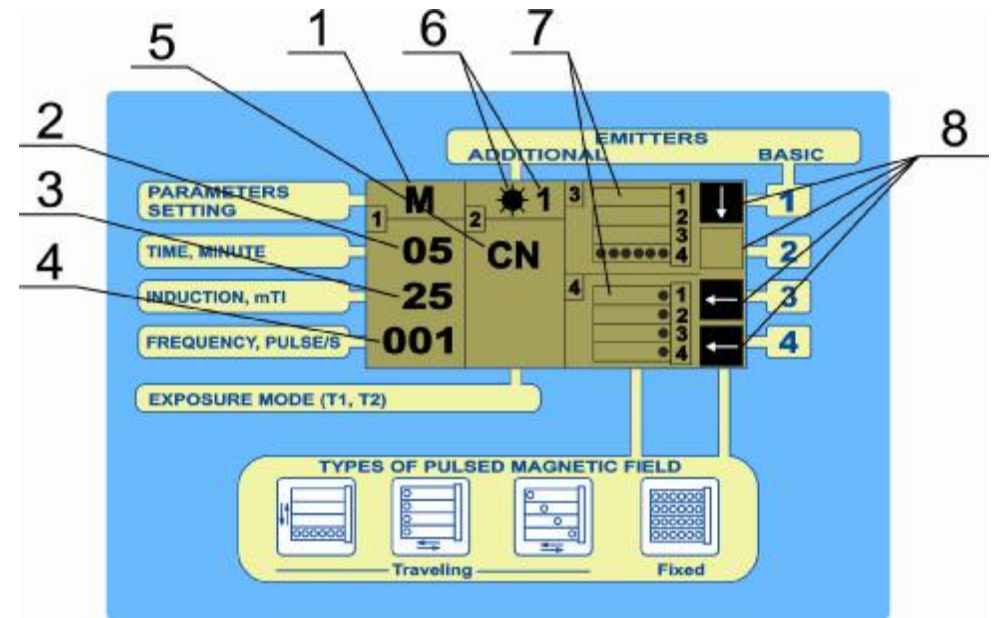 5
1
6
7
2
8
3
4
EMITTERS
ADDITIONAL
BASIC
PARAMETERS
SETTING
TIME, MINUTE
INDUCTION, mTl
FREQUENCY, PULSE/S
EXPOSURE MODE (T1, T2)
1
M
05
25
001
2
1
CN
3
1
2
3
4
4
1
2
3
4
1
2
3
4
TYPES OF PULSED MAGNETIC FIELD
Traveling
Fixed